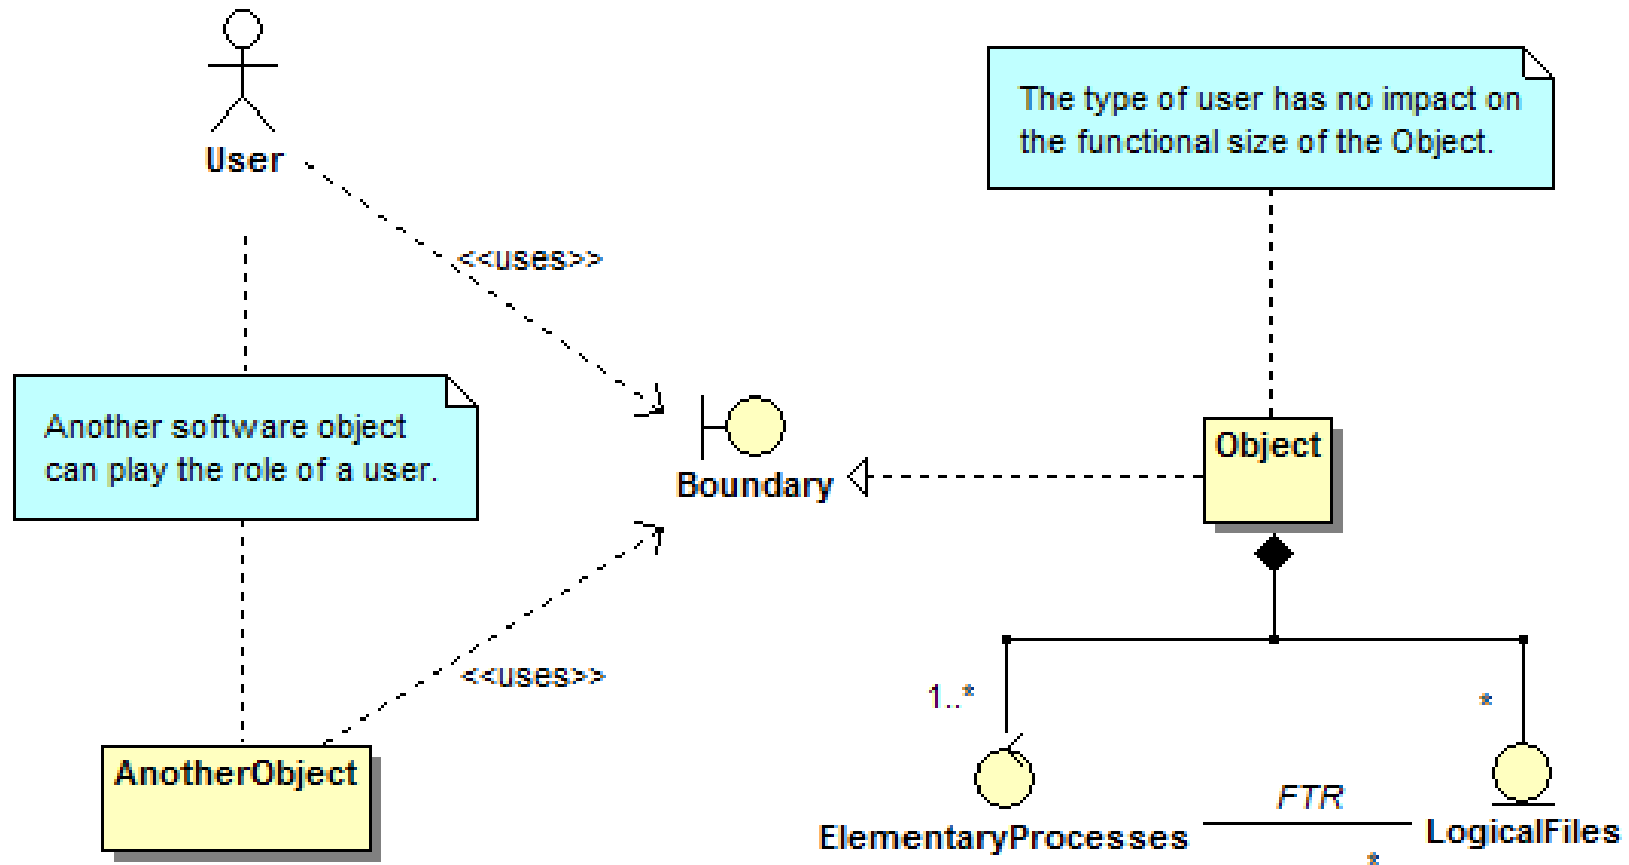 User
The type of user has no impact on
the functional size of the Object.
<<uses>>
Another software object
can play the role of a user.
Boundary
Object
<<uses>>
1..*
*
AnotherObject
FTR
ElementaryProcesses
LogicalFiles
*